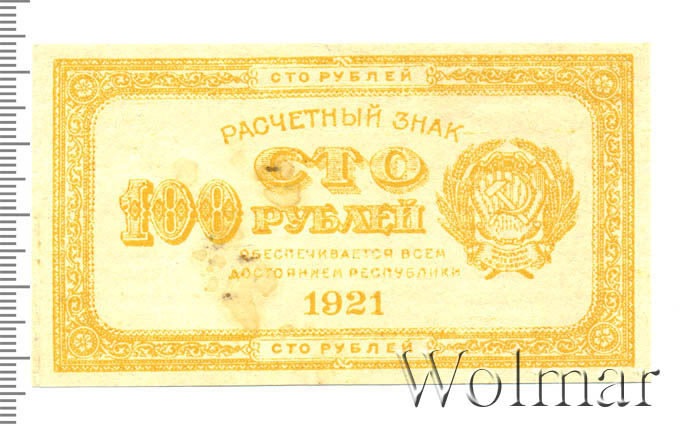 СТО РУБЛЕЙ
РАСЧЕТНЫЙ ЗНАК
СТО
100 РУБЛЕЙ
ОБЕСПЕЧИВАЕТСЯ ВСЕМ
ДОСТОЯНИЕМ РЕСПУБЛИКИ
1921
СТО РУБЛЕЙ
Wolmar